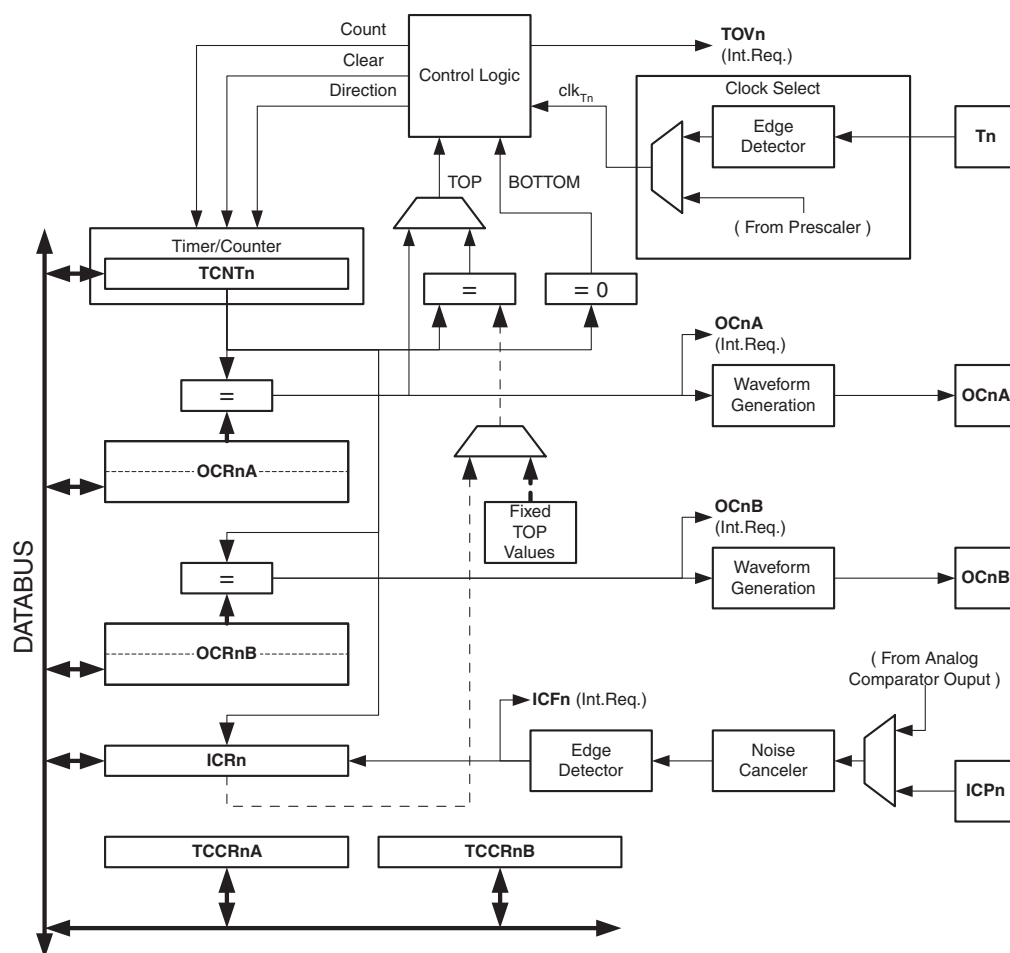 Count
Clear
Direction
Control Logic
TOVn
(Int.Req.)
clkTn
Clock Select
Edge
Detector
Tn
( From Prescaler )
TOP
BOTTOM
Timer/Counter
TCNTn
=
= 0
OCnA
(Int.Req.)
=
Waveform
Generation
OCnA
OCRnA
Fixed
TOP
Values
OCnB
(Int.Req.)
=
Waveform
Generation
OCnB
DATABUS
OCRnB
( From Analog
Comparator Ouput )
ICFn (Int.Req.)
ICRn
Edge
Detector
Noise
Canceler
ICPn
TCCRnA
TCCRnB